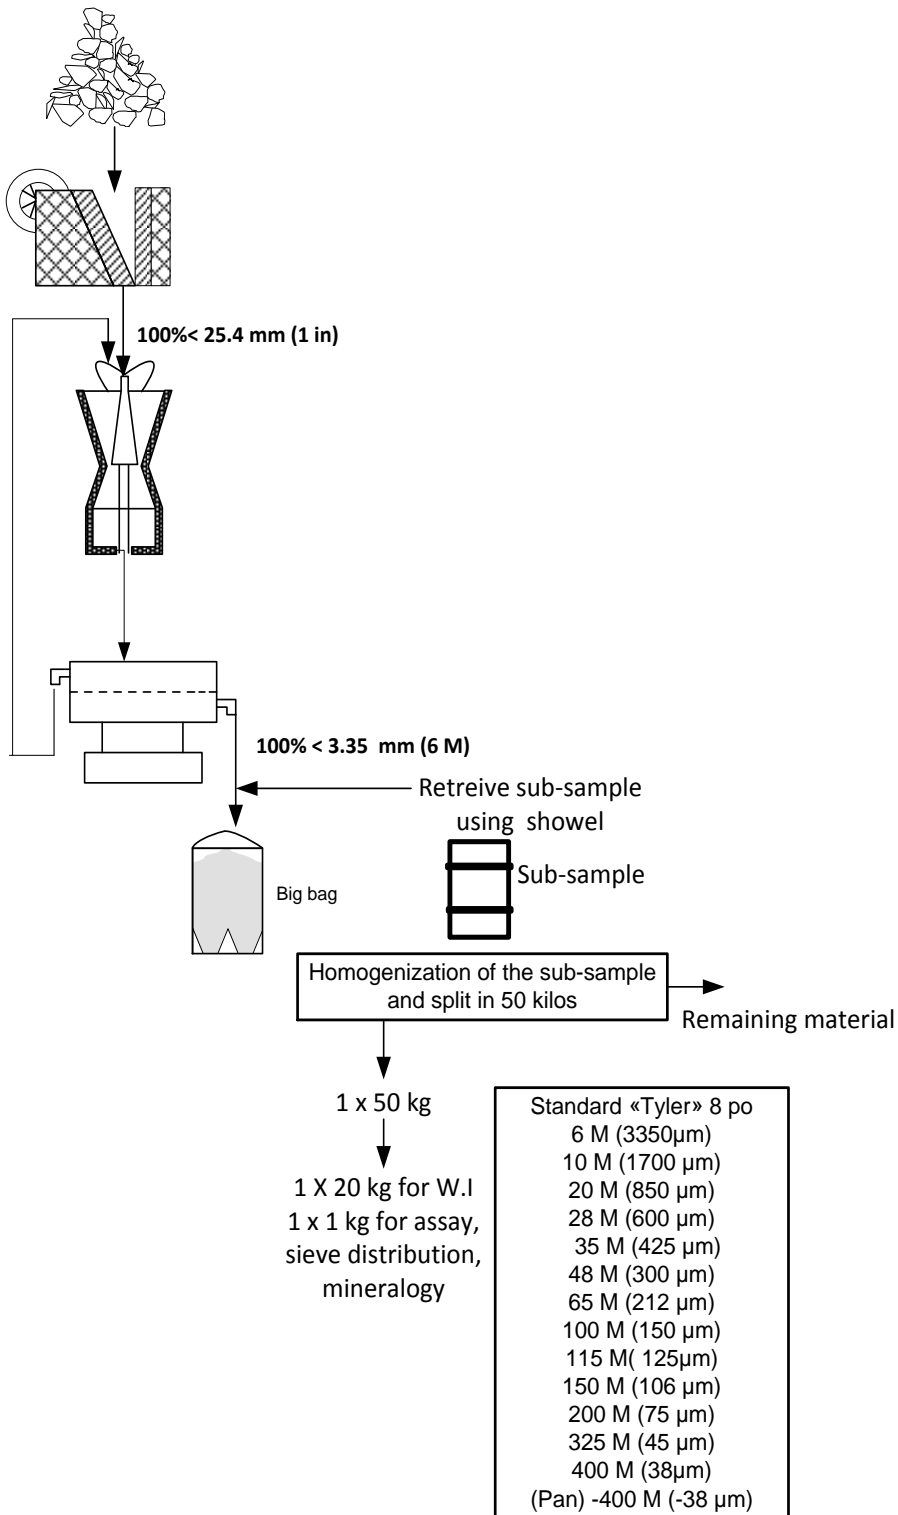 100%< 25.4 mm (1 in)
100% < 3.35 mm (6 M)
Retreive sub-sample
using showel
Sub-sample
Big bag
Homogenization of the sub-sample
and split in 50 kilos
Remaining material
1 x 50 kg
1 X 20 kg for W.I
1 x 1 kg for assay,
sieve distribution,
mineralogy
Standard «Tyler» 8 po
6 M (3350µm)
10 M (1700 µm)
20 M (850 µm)
28 M (600 µm)
35 M (425 µm)
48 M (300 µm)
65 M (212 µm)
100 M (150 µm)
115 M( 125µm)
150 M (106 µm)
200 M (75 µm)
325 M (45 µm)
400 M (38µm)
(Pan) -400 M (-38 µm)